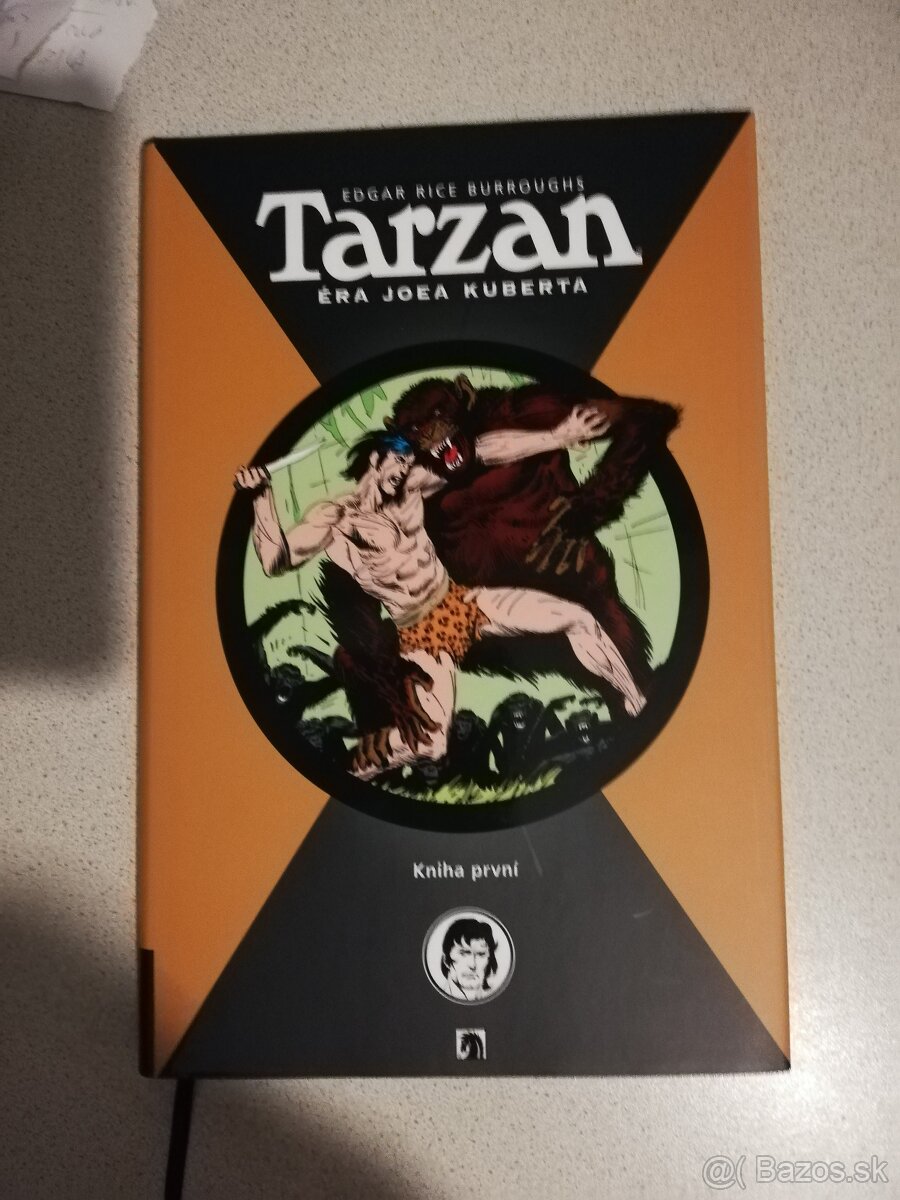 EDGAR RICE BURROUGHS
Tarzan
ÉRA JOEA KUBERTA
Kniha první
@( Bazos.sk